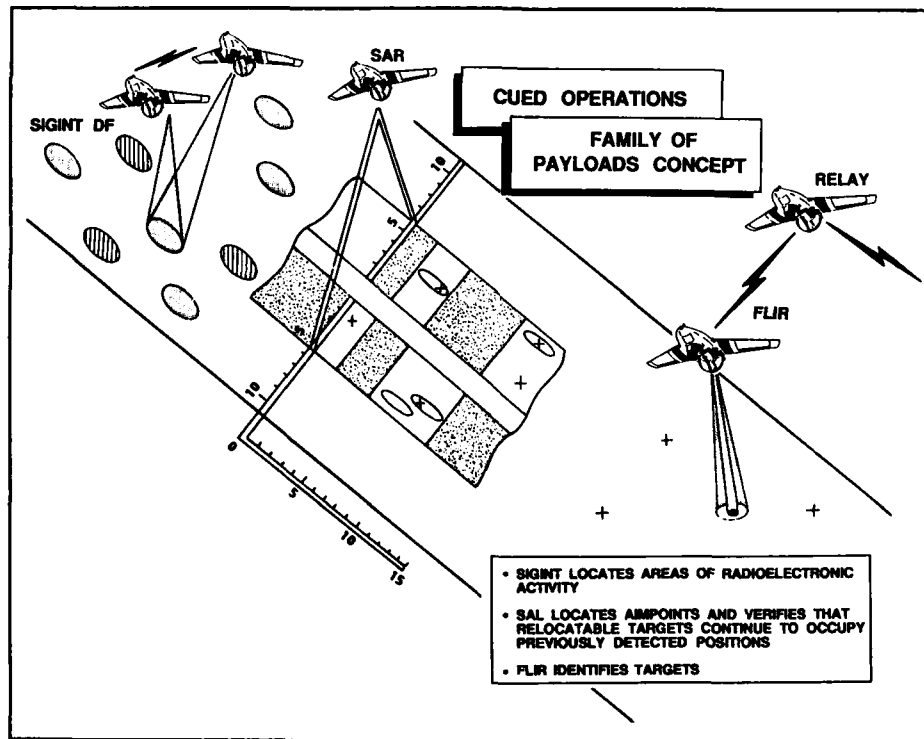 SAR
CUED OPERATIONS
FAMILY OF
PAYLOADS CONCEPT
SIGINT DF
RELAY
FLIR
10
5
5
10
0
5
10
15
• SIGINT LOCATES AREAS OF RADIOELECTRONIC
ACTIVITY
• SAL LOCATES AIMPOINTS AND VERIFIES THAT
RELOCATABLE TARGETS CONTINUE TO OCCUPY
PREVIOUSLY DETECTED POSITIONS
• FLIR IDENTIFIES TARGETS